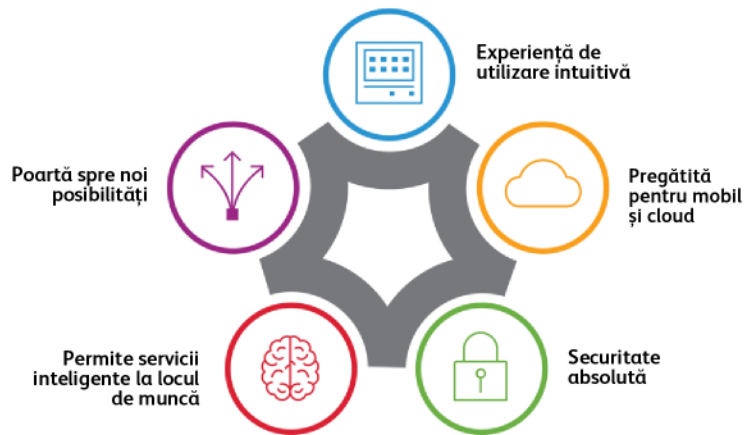 Experiență de
utilizare intuitivă
Poartă spre noi
posibilități
Pregătită
pentru mobil
și cloud
Permite servicii
inteligente la locul
de muncă
Securitate
absolută